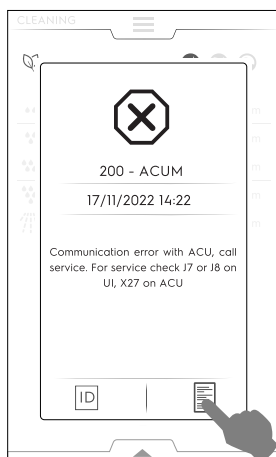 CLEANING
200 - ACUM
17/11/2022 14:22
Communication error with ACU, call
service. For service check J7 or J8 on
UI, X27 on ACU
ID
m
m
m
m
m